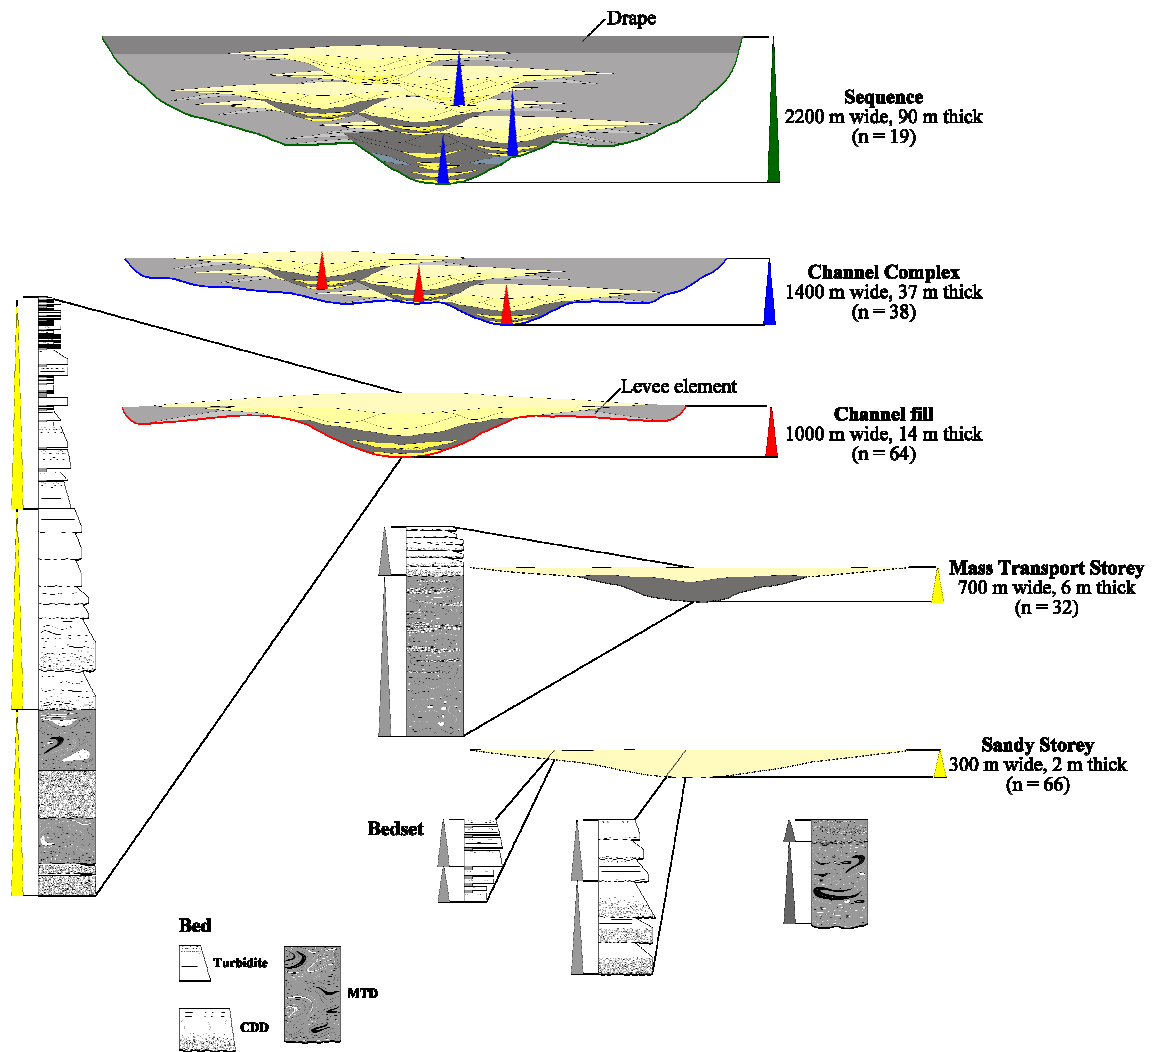 Drape
Sequence
2200 m wide, 90 m thick
(n = 19)
Channel Complex
1400 m wide, 37 m thick
(n = 38)
Levee element
Channel fill
1000 m wide, 14 m thick
(n = 64)
Mass Transport Storey
700 m wide, 6 m thick
(n = 32)
Sandy Storey
300 m wide, 2 m thick
(n = 66)
Bedset
Bed
Turbidite
MTD
CDD